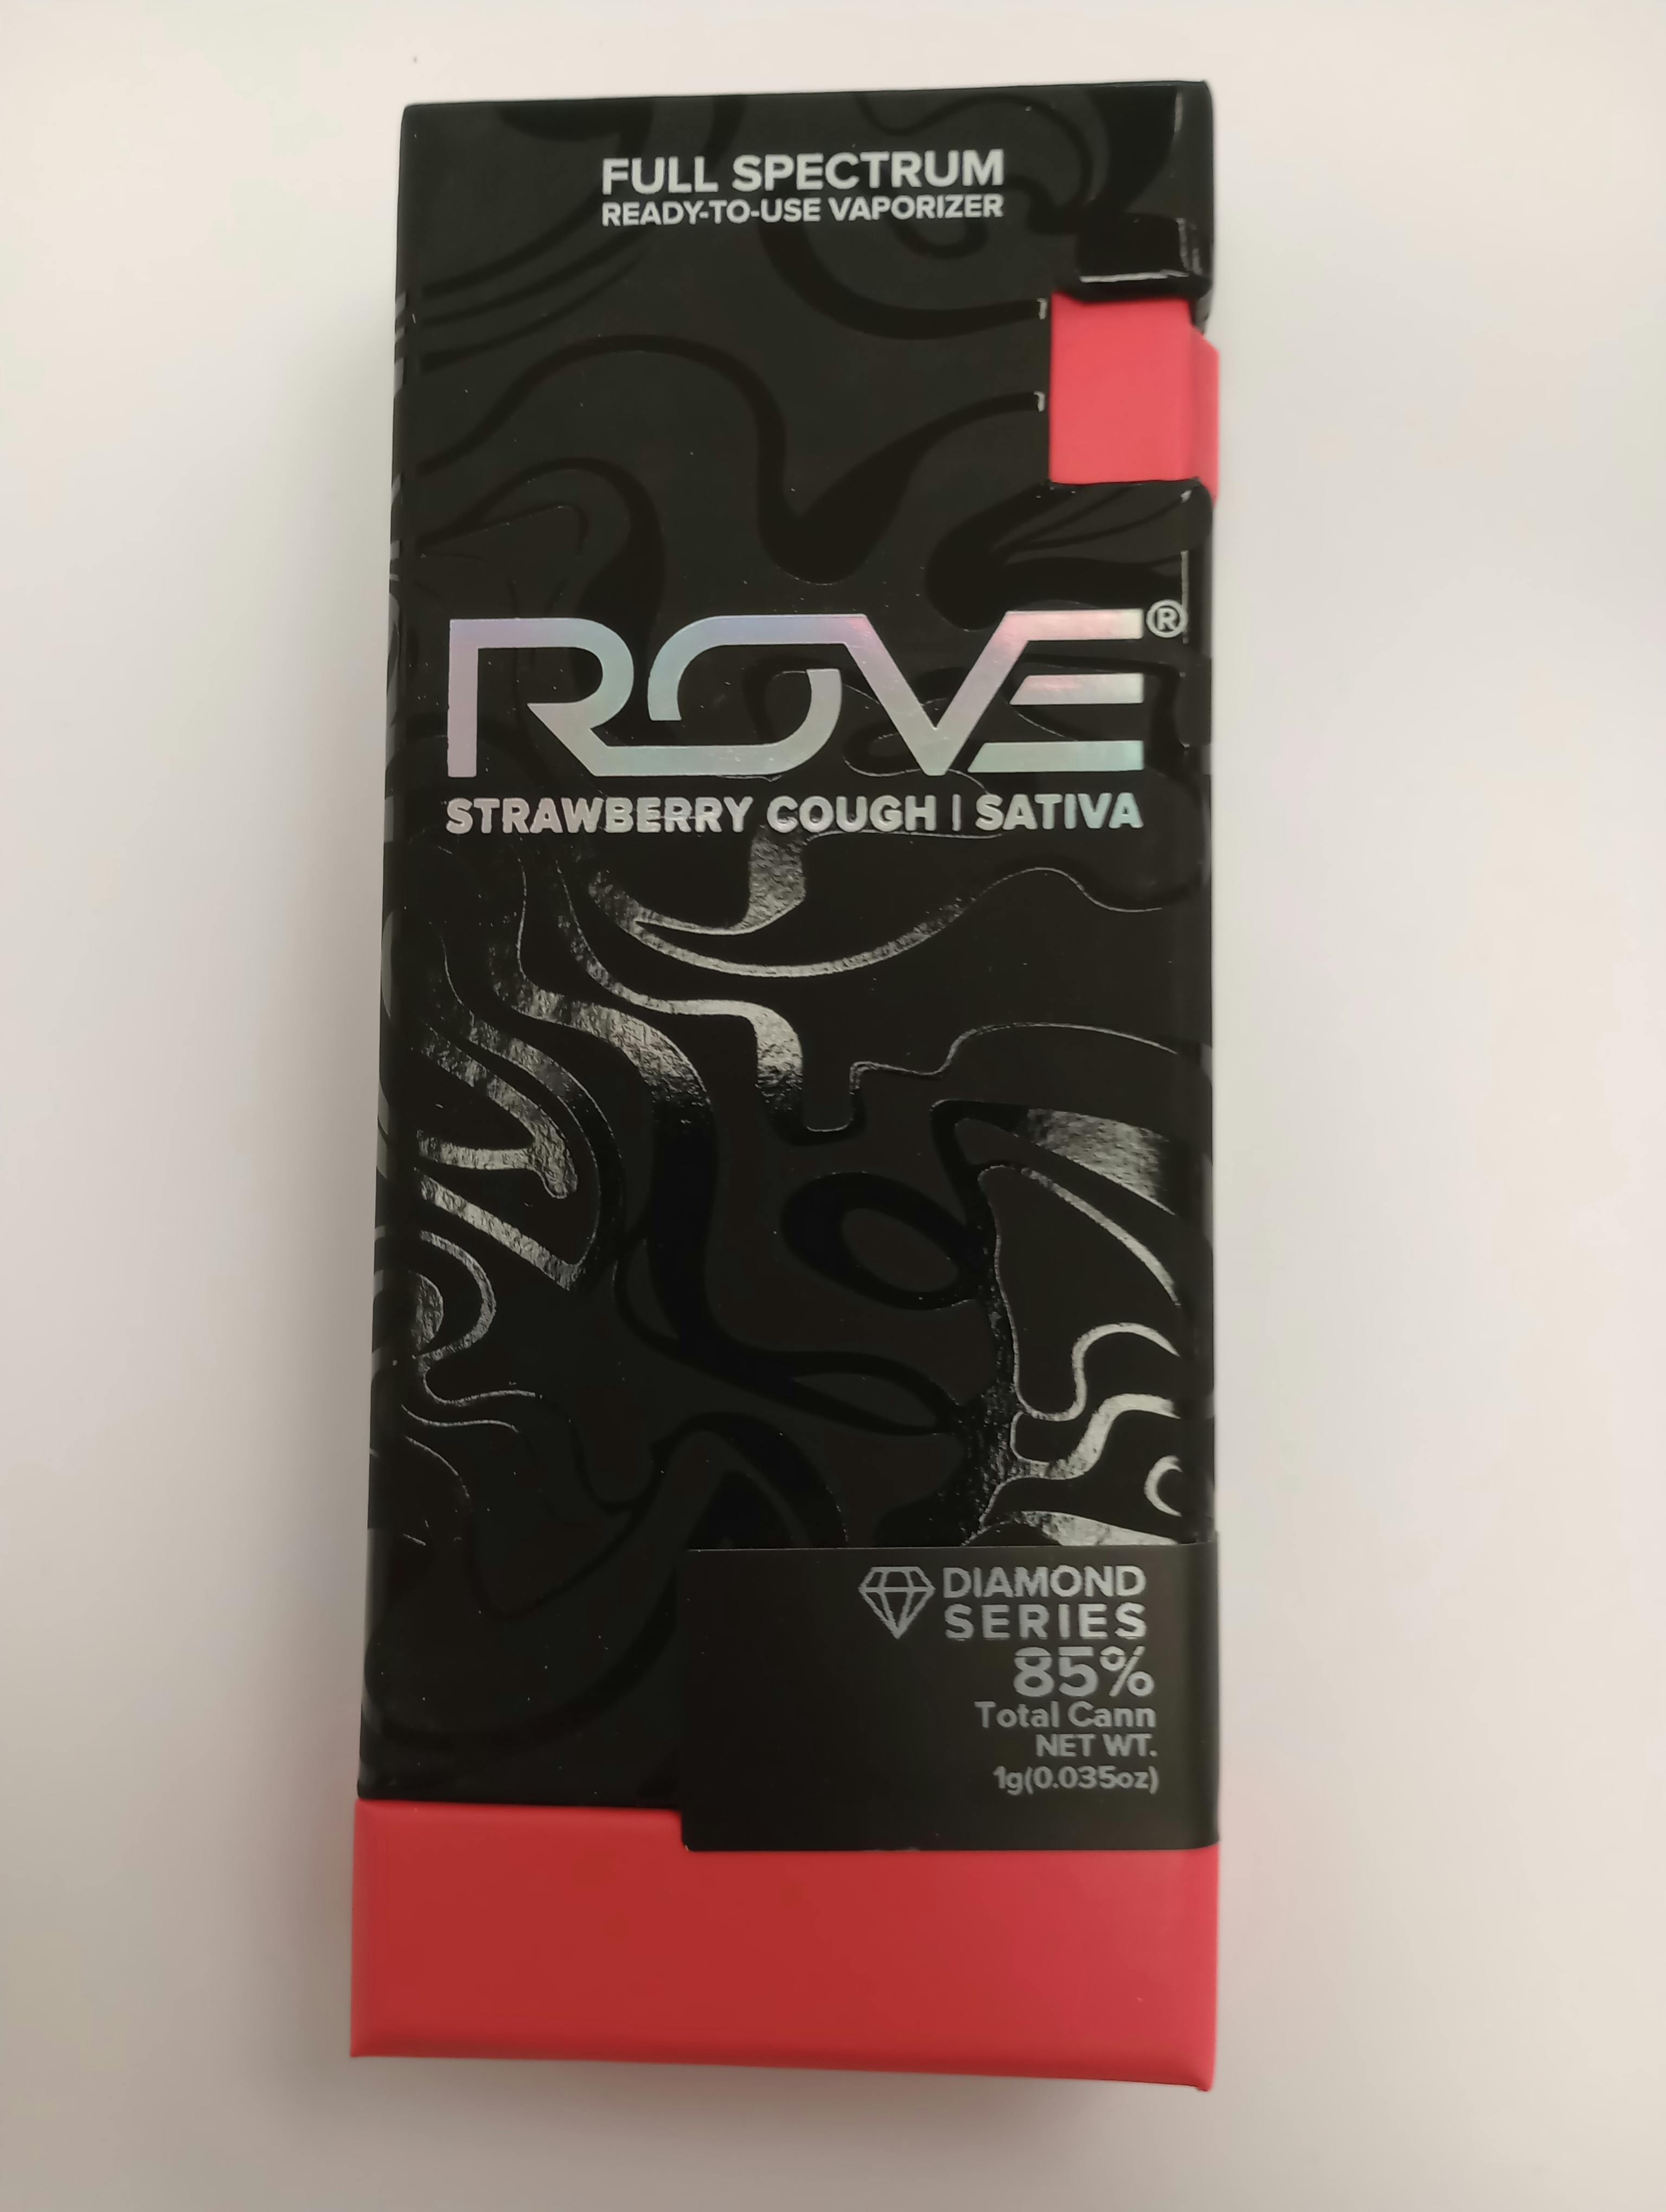 FULL SPECTRUM
READY-TO-USE VAPORIZER
ROVE®
STRAWBERRY COUGH | SATIVA
DIAMOND
SERIES
85%
Total Cann
NET WT.
1g(0.035oz)